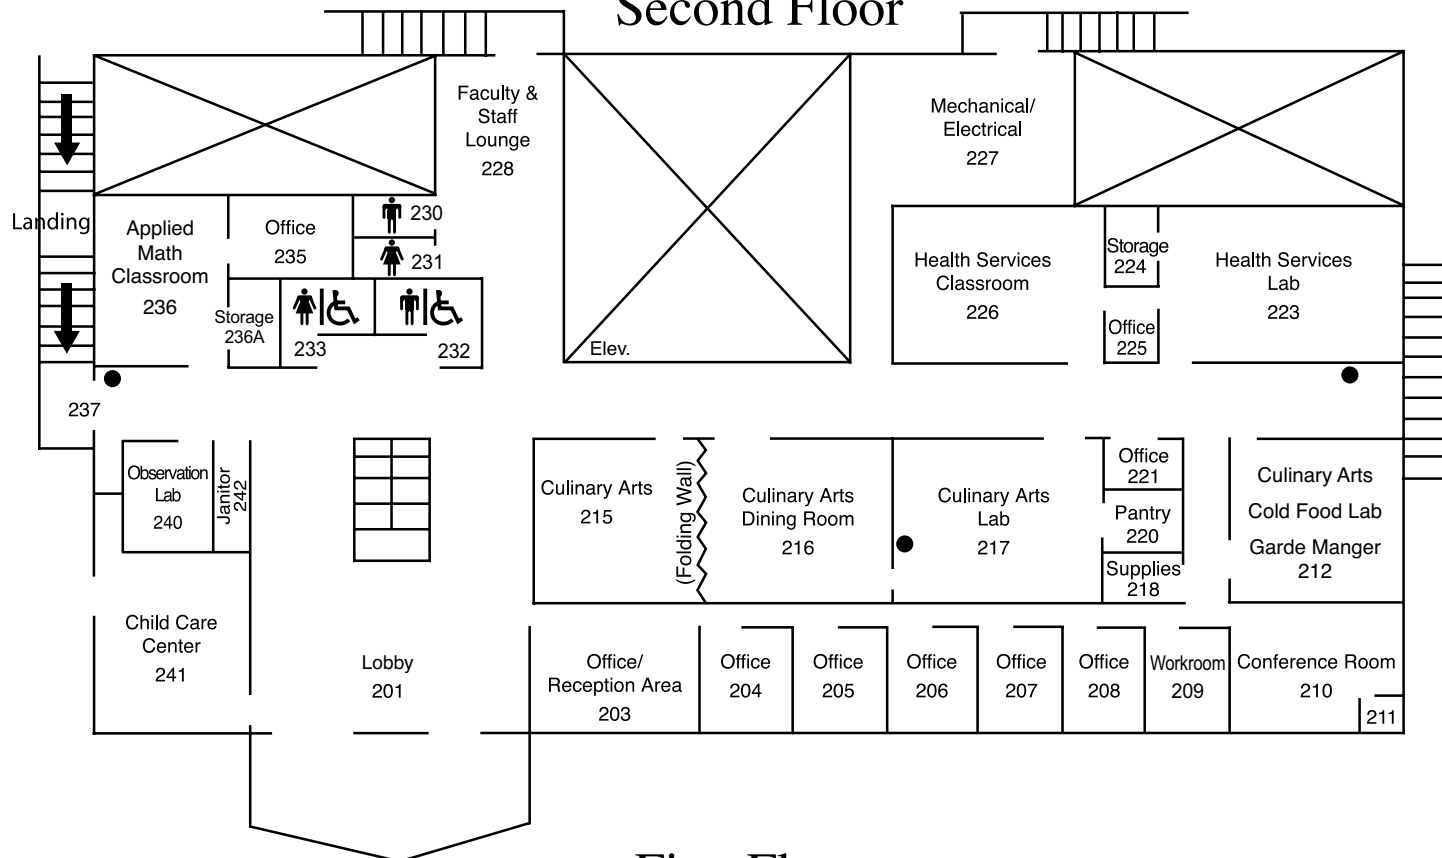 Second Floor
Faculty &
Staff
Lounge
228
Mechanical/
Electrical
227
Landing
Applied
Math
Classroom
236
Office
235
230
231
Storage
236A
233
232
Elev.
Health Services
Classroom
226
Storage
224
Office
225
Health Services
Lab
223
237
Observation
Lab
240
Janitor
242
Culinary Arts
215
(Folding Wall)
Culinary Arts
Dining Room
216
Culinary Arts
Lab
217
Office
221
Pantry
220
Supplies
218
Culinary Arts
Cold Food Lab
Garde Manger
212
Child Care
Center
241
Lobby
201
Office/
Reception Area
203
Office
204
Office
205
Office
206
Office
207
Office
208
Workroom
209
Conference Room
210
211